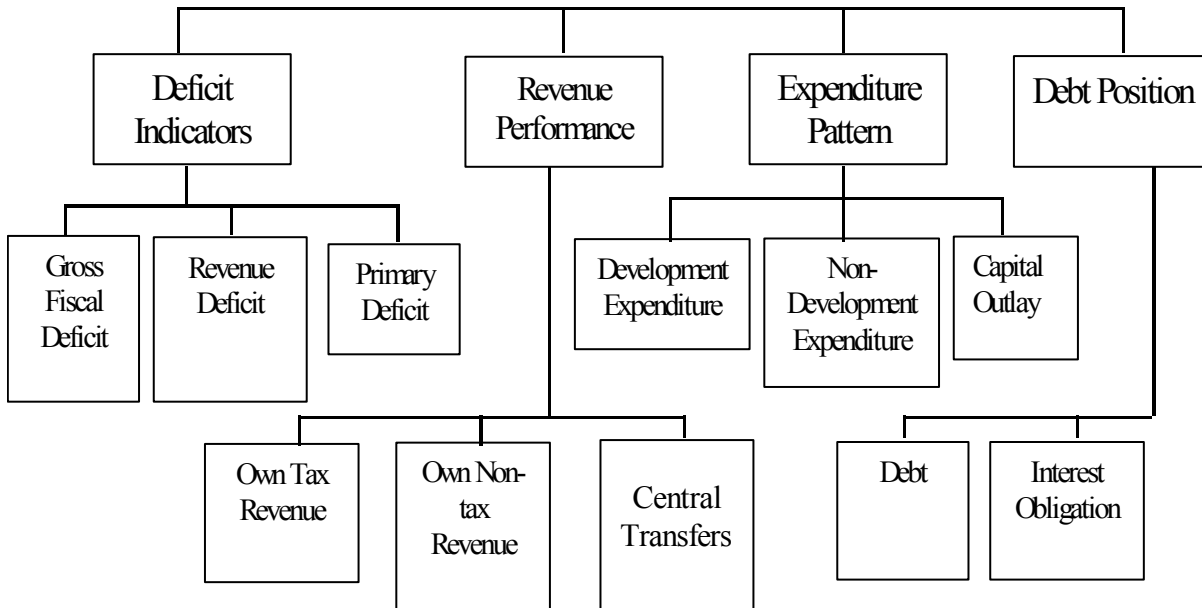 Deficit
Indicators
Revenue
Performance
Expenditure
Pattern
Debt Position
Gross
Fiscal
Deficit
Revenue
Deficit
Primary
Deficit
Development
Expenditure
Non-
Development
Expenditure
Capital
Outlay
Own Tax
Revenue
Own Non-
tax
Revenue
Central
Transfers
Debt
Interest
Obligation